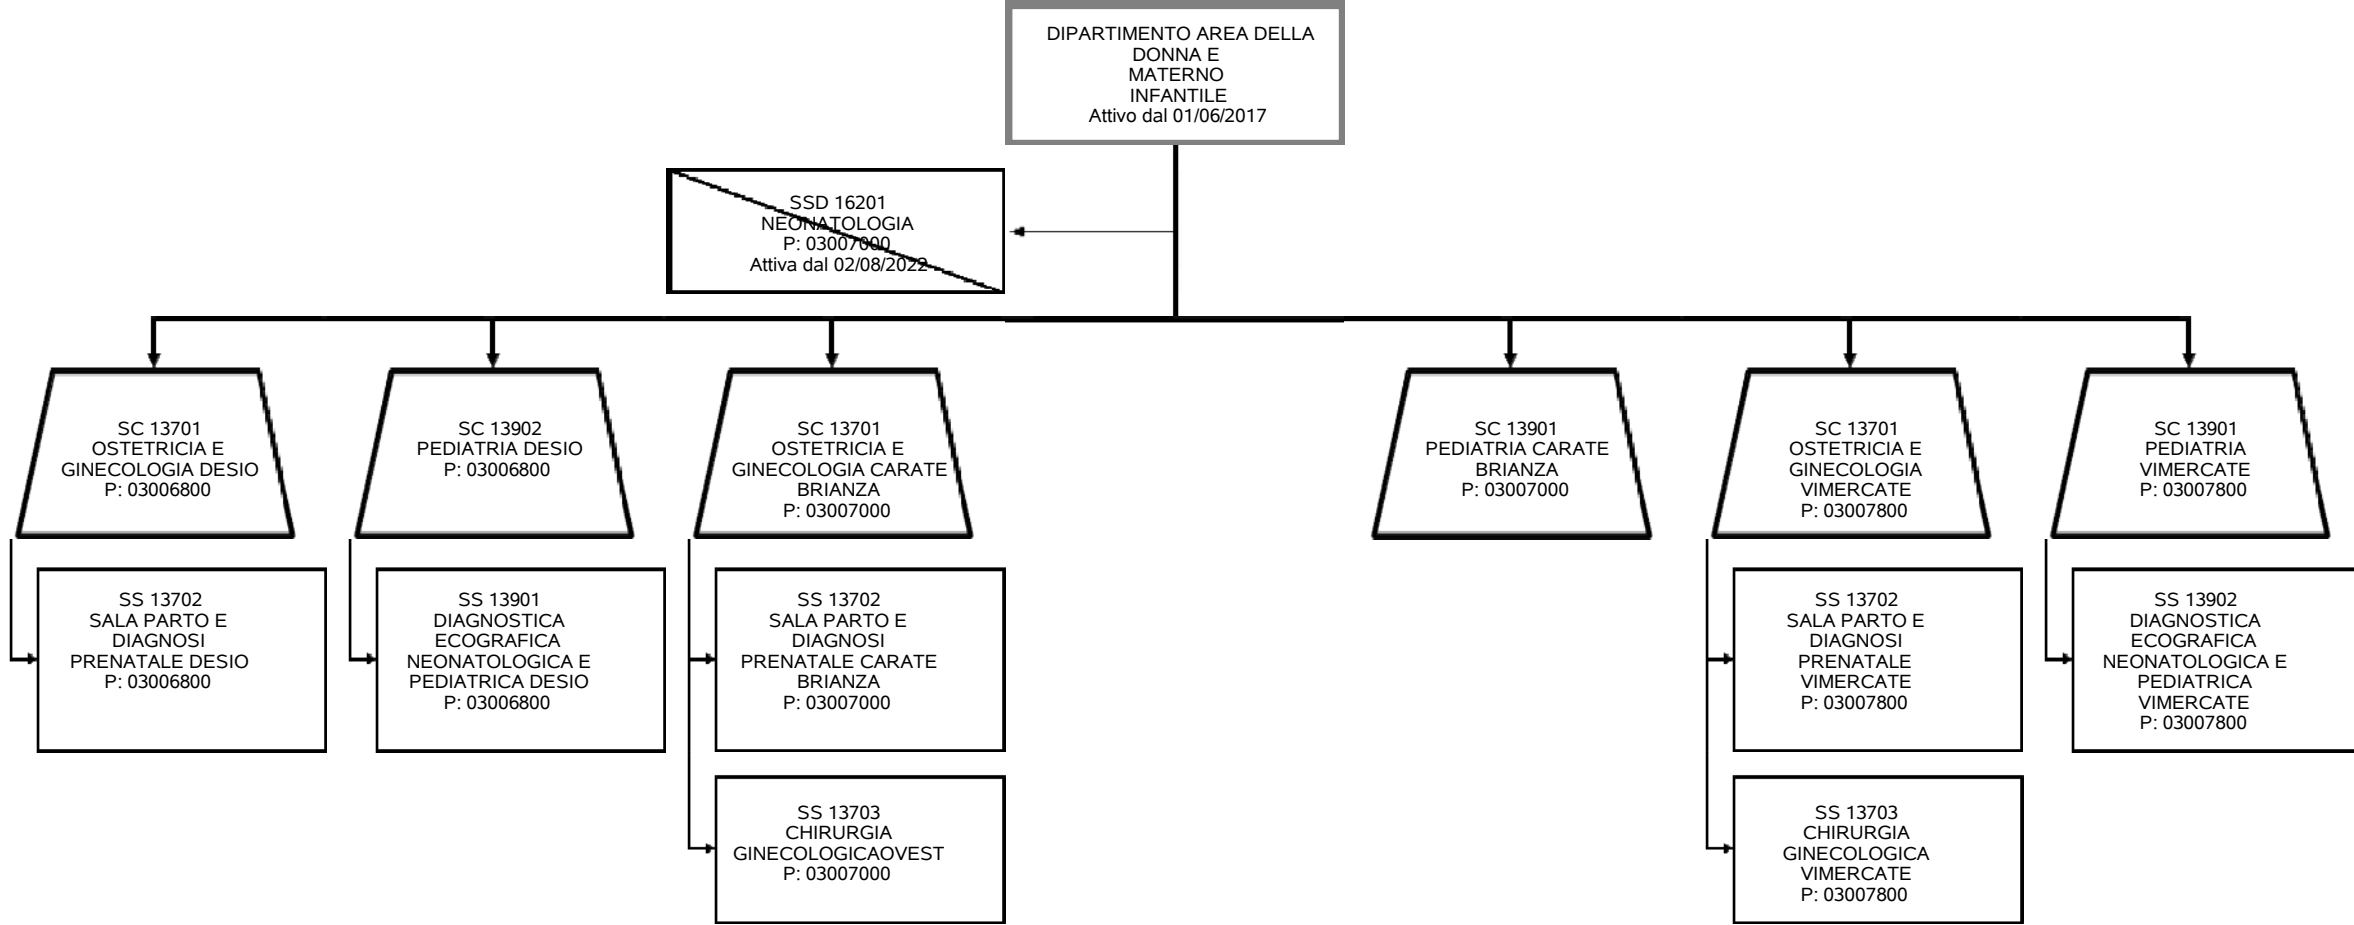 DIPARTIMENTO AREA DELLA
DONNA E
MATERNO
INFANTILE
Attivo dal 01/06/2017
SSD 16201
NEONATOLOGIA
P: 03007000
Attiva dal 02/08/2022
SC 13701
OSTETRICIA E
GINECOLOGIA DESIO
P: 03006800
SC 13902
PEDIATRIA DESIO
P: 03006800
SC 13701
OSTETRICIA E
GINECOLOGIA CARATE
BRIANZA
P: 03007000
SC 13901
PEDIATRIA CARATE
BRIANZA
P: 03007000
SC 13701
OSTETRICIA E
GINECOLOGIA
VIMERCATE
P: 03007800
SC 13901
PEDIATRIA
VIMERCATE
P: 03007800
SS 13702
SALA PARTO E
DIAGNOSI
PRENATALE DESIO
P: 03006800
SS 13901
DIAGNOSTICA
ECOGRAFICA
NEONATOLOGICA E
PEDIATRICA DESIO
P: 03006800
SS 13702
SALA PARTO E
DIAGNOSI
PRENATALE CARATE
BRIANZA
P: 03007000
SS 13702
SALA PARTO E
DIAGNOSI
PRENATALE
VIMERCATE
P: 03007800
SS 13902
DIAGNOSTICA
ECOGRAFICA
NEONATOLOGICA E
PEDIATRICA
VIMERCATE
P: 03007800
SS 13703
CHIRURGIA
GINECOLOGICAOVEST
P: 03007000
SS 13703
CHIRURGIA
GINECOLOGICA
VIMERCATE
P: 03007800